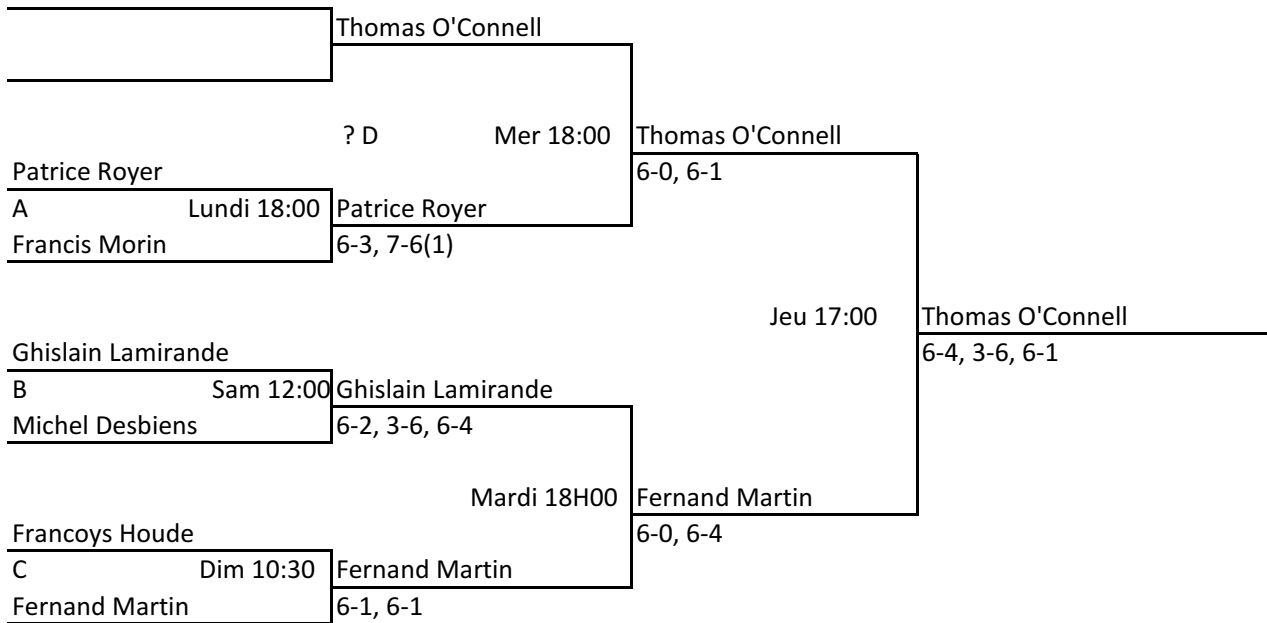 Thomas O'Connell
? D Mer 18:00 Thomas O'Connell
Patrice Royer 6-0, 6-1
A Lundi 18:00 Patrice Royer
Francis Morin 6-3, 7-6(1)
Jeu 17:00 Thomas O'Connell
Ghislain Lamirande 6-4, 3-6, 6-1
B Sam 12:00 Ghislain Lamirande
Michel Desbiens 6-2, 3-6, 6-4
Mardi 18H00 Fernand Martin
Francoys Houde 6-0, 6-4
C Dim 10:30 Fernand Martin
Fernand Martin 6-1, 6-1